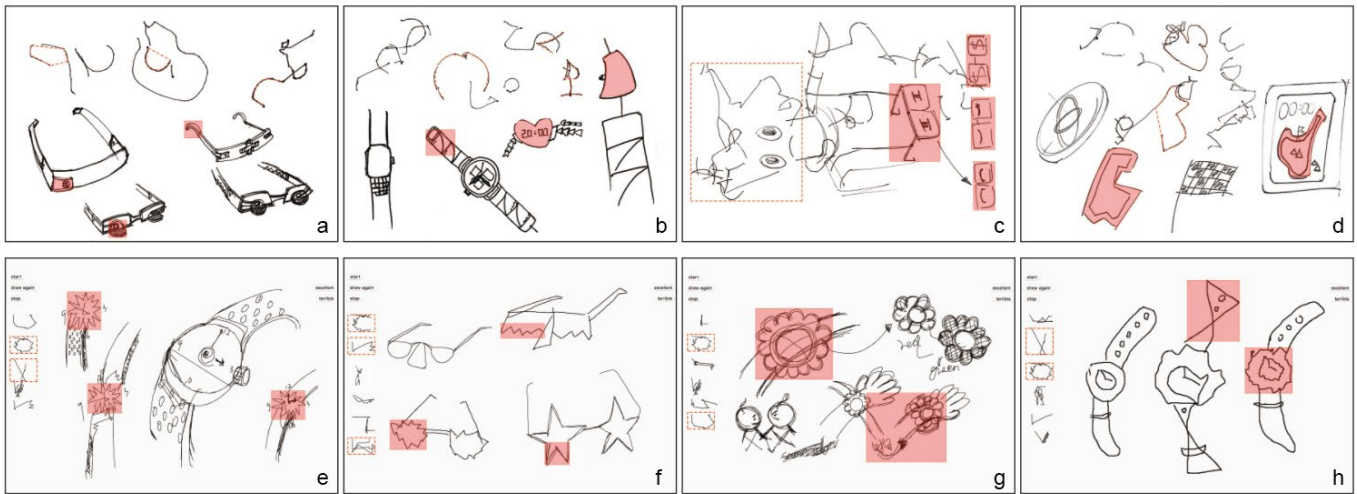 a
20:00
b
c
00:00
d
start
draw again
stop
excellent
terrible
e
start
draw again
stop
excellent
terrible
f
start
draw again
stop
excellent
terrible
red
green
g
start
draw again
stop
excellent
terrible
h